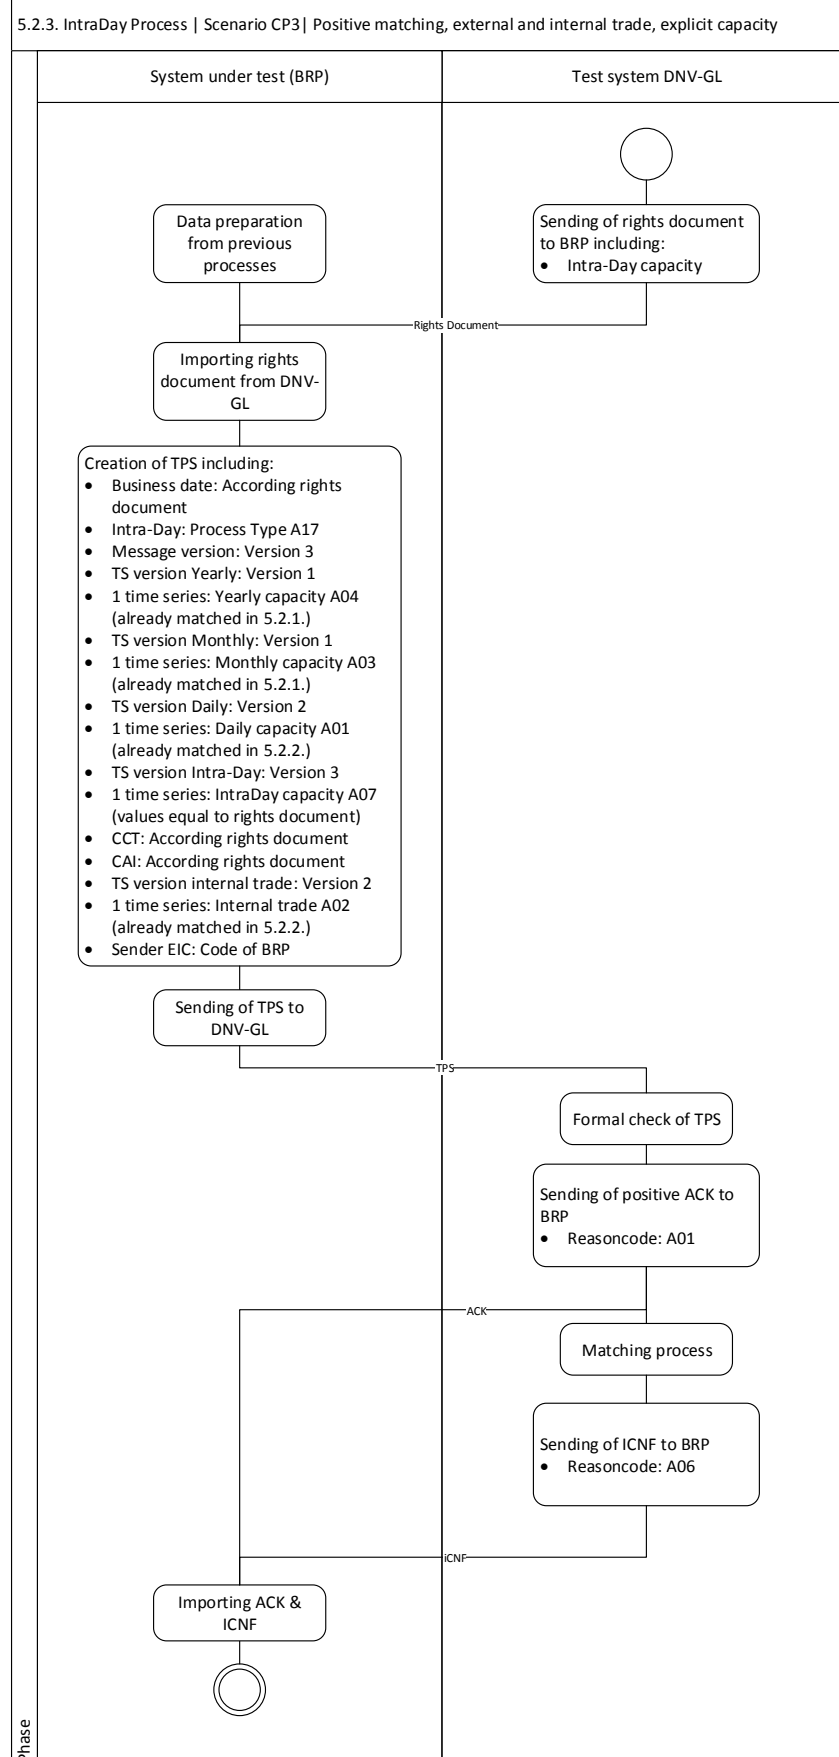 5.2.3. IntraDay Process | Scenario CP3| Positive matching, external and internal trade, explicit capacity
System under test (BRP)
Test system DNV-GL
Data preparation
from previous
processes
Sending of rights document
to BRP including:
• Intra-Day capacity
Rights Document
Importing rights
document from DNV-
GL
Creation of TPS including:
• Business date: According rights
document
• Intra-Day: Process Type A17
• Message version: Version 3
• TS version Yearly: Version 1
• 1 time series: Yearly capacity A04
(already matched in 5.2.1.)
• TS version Monthly: Version 1
• 1 time series: Monthly capacity A03
(already matched in 5.2.1.)
• TS version Daily: Version 2
• 1 time series: Daily capacity A01
(already matched in 5.2.2.)
• TS version Intra-Day: Version 3
• 1 time series: IntraDay capacity A07
(values equal to rights document)
• CCT: According rights document
• CAI: According rights document
• TS version internal trade: Version 2
• 1 time series: Internal trade A02
(already matched in 5.2.2.)
• Sender EIC: Code of BRP
Sending of TPS to
DNV-GL
TPS
Formal check of TPS
Sending of positive ACK to
BRP
• Reasoncode: A01
ACK
Matching process
Sending of ICNF to BRP
• Reasoncode: A06
iCNF
Importing ACK &
ICNF
Phase